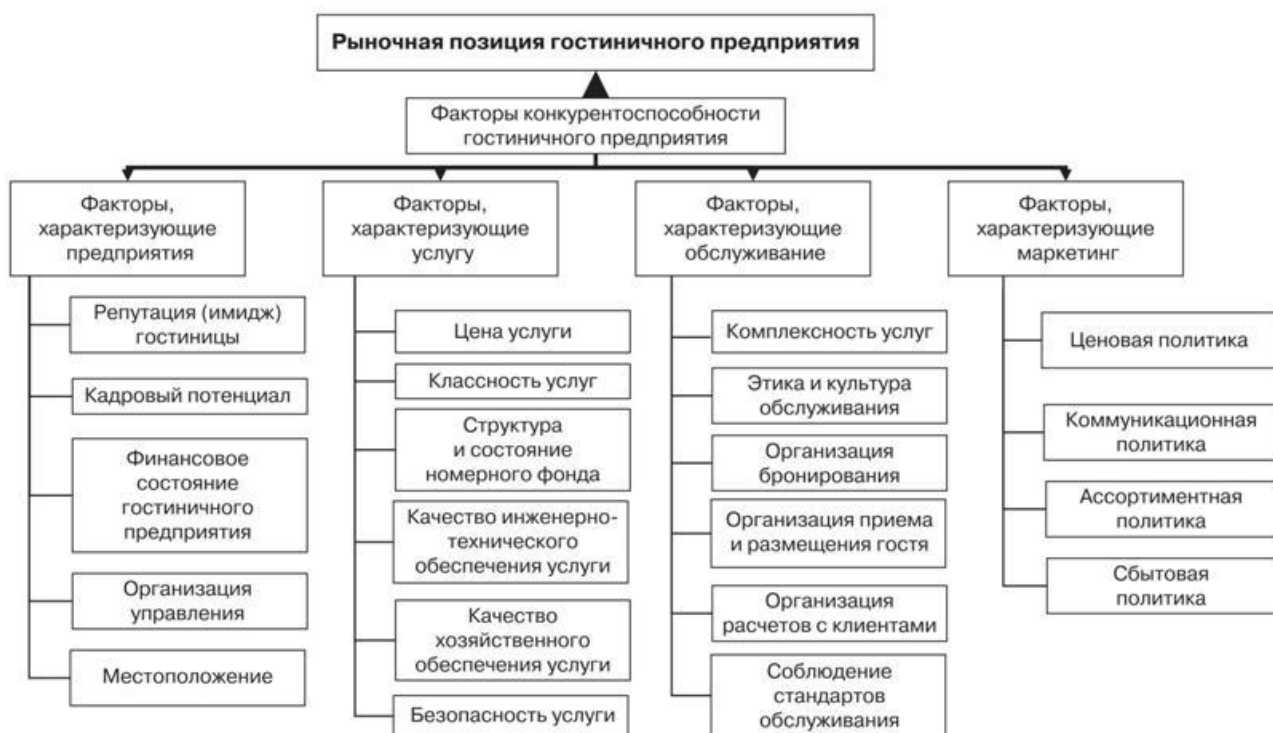 Рыночная позиция гостиничного предприятия
Факторы конкурентоспособности
гостиничного предприятия
Факторы,
характеризующие
предприятия
Репутация (имидж)
гостиницы
Кадровый потенциал
Финансовое
состояние
гостиничного
предприятия
Организация
управления
Местоположение
Факторы,
характеризующие
услугу
Цена услуги
Классность услуг
Структура
и состояние
номерного фонда
Качество инженерно-
технического
обеспечения услуги
Качество
хозяйственного
обеспечения услуги
Безопасность услуги
Факторы,
характеризующие
обслуживание
Комплексность услуг
Этика и культура
обслуживания
Организация
бронирования
Организация приема
и размещения гостя
Организация
расчетов с клиентами
Соблюдение
стандартов
обслуживания
Факторы,
характеризующие
маркетинг
Ценовая политика
Коммуникационная
политика
Ассортиментная
политика
Сбытовая
политика